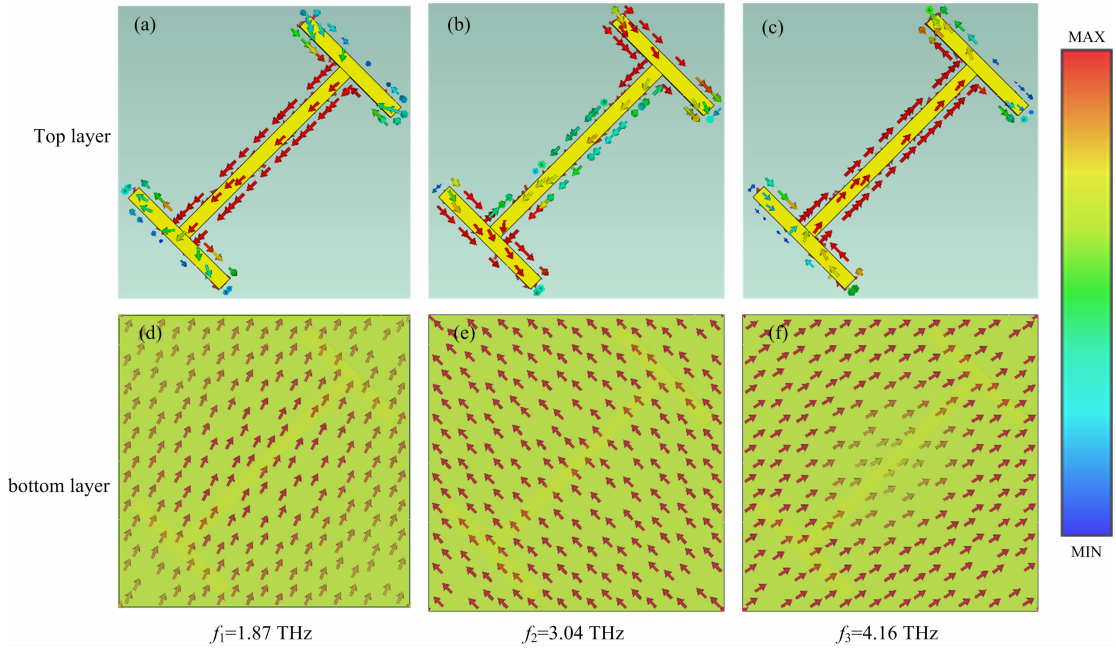 (a)
(b)
(c)
MAX
Top layer
(d)
(e)
(f)
bottom layer
MIN
f₁=1.87 THz
f₂=3.04 THz
f₃=4.16 THz